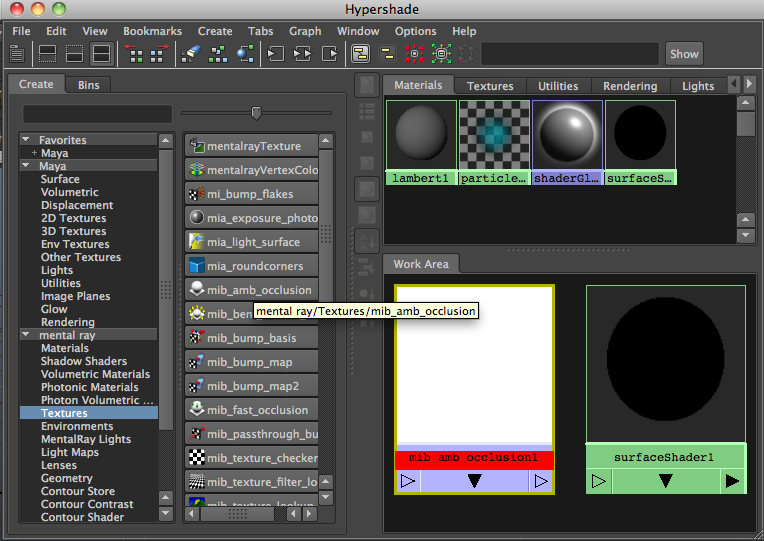 Hypershade
File Edit View Bookmarks Create Tabs Graph Window Options Help
Show
Create Bins
Favorites
+ Maya
Maya
Surface
Volumetric
Displacement
2D Textures
3D Textures
Env Textures
Other Textures
Lights
Utilities
Image Planes
Glow
Rendering
mental ray
Materials
Shadow Shaders
Volumetric Materials
Photonic Materials
Photon Volumetric ...
Textures
Environments
MentalRay Lights
Light Maps
Lenses
Geometry
Contour Store
Contour Contrast
Contour Shader
mentalrayTexture
mentalrayVertexColo
mi_bump_flakes
mia_exposure_photo
mia_light_surface
mia_roundcorners
mib_amb_occlusion
mib_ben
mental ray/Textures/mib_amb_occlusion
mib_bump_basis
mib_bump_map
mib_bump_map2
mib_fast_occlusion
mib_passthrough_bu
mib_texture_checker
mib_texture_filter_lo
mib_texture_lookup
Materials Textures Utilities Rendering Lights
lambert1 particle... shaderGl... surfaceS...
Work Area
mib_amb_occlusion1
surfaceShader1